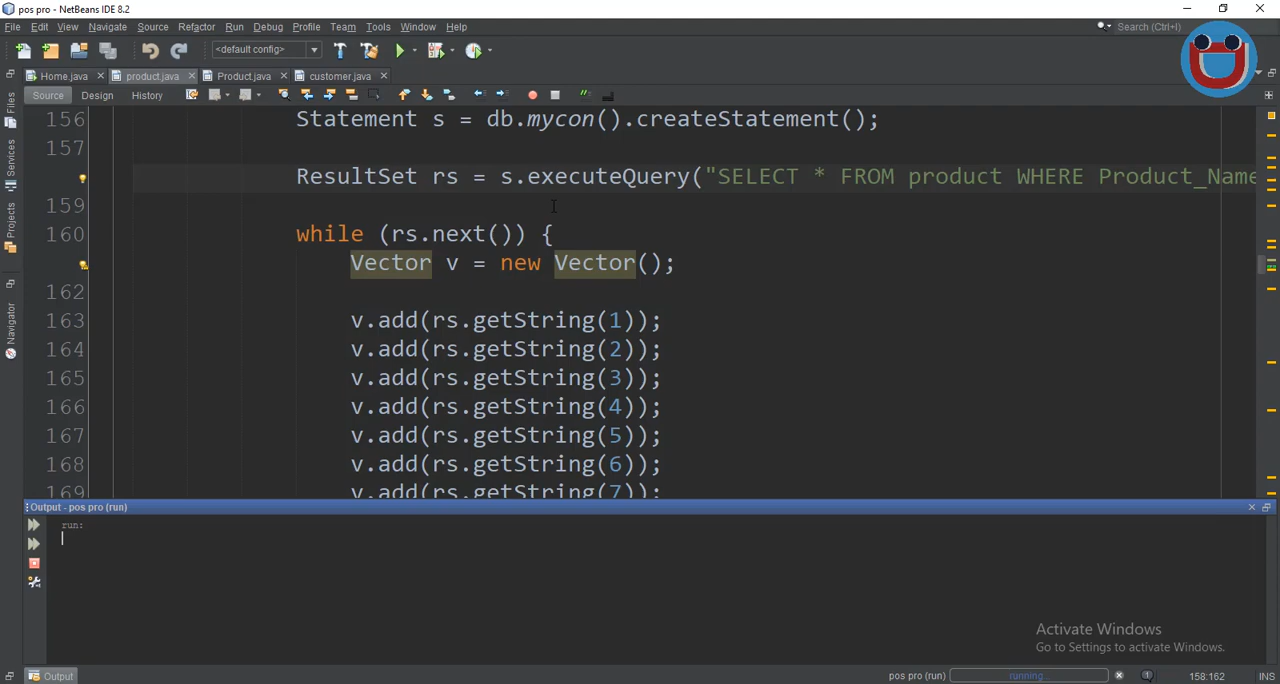 pos pro - NetBeans IDE 8.2
File Edit View Navigate Source Refactor Run Debug Profile Team Tools Window Help
Search (Ctrl+I)
<default config>
Home.java product.java Product.java customer.java
Source Design History
Files
Services
Projects
Navigator
156 Statement s = db.mycon().createStatement();
157
ResultSet rs = s.executeQuery("SELECT * FROM product WHERE Product_Name
159
160 while (rs.next()) {
Vector v = new Vector();
162
163 v.add(rs.getString(1));
164 v.add(rs.getString(2));
165 v.add(rs.getString(3));
166 v.add(rs.getString(4));
167 v.add(rs.getString(5));
168 v.add(rs.getString(6));
169 v.add(rs.getString(7));
Output - pos pro (run)
run:
Activate Windows
Go to Settings to activate Windows.
Output
pos pro (run) running... 1 158:162 INS